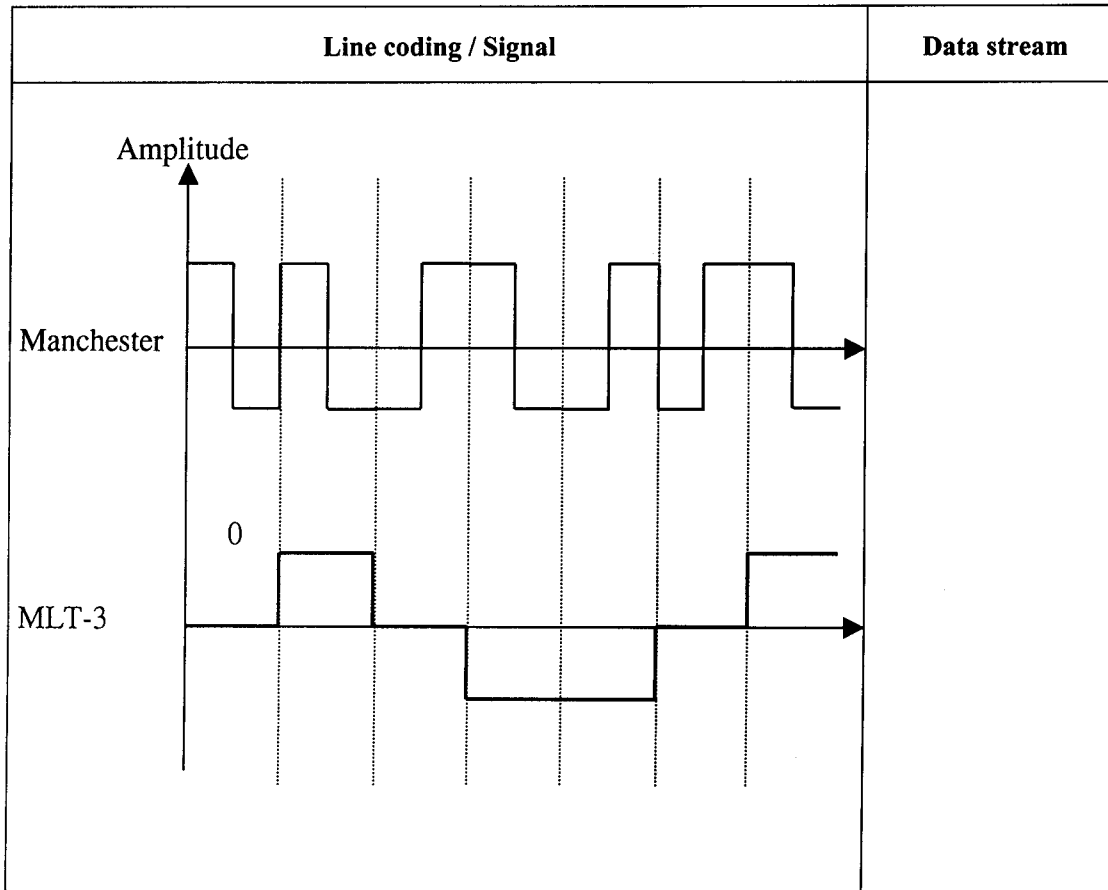 Line coding / Signal
Data stream
Amplitude
Manchester
0
MLT-3